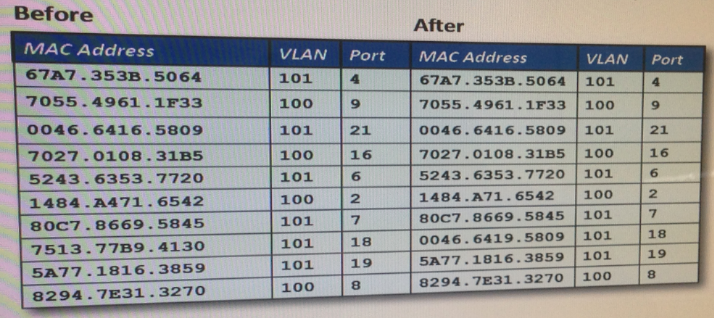 Before After
MAC Address VLAN Port MAC Address VLAN Port
67A7.353B.5064 101 4 67A7.353B.5064 101 4
7055.4961.1F33 100 9 7055.4961.1F33 100 9
0046.6416.5809 101 21 0046.6416.5809 101 21
7027.0108.31B5 100 16 7027.0108.31B5 100 16
5243.6353.7720 101 6 5243.6353.7720 101 6
1484.A471.6542 100 2 1484.A71.6542 100 2
80C7.8669.5845 101 7 80C7.8669.5845 101 7
7513.77B9.4130 101 18 0046.6419.5809 101 18
5A77.1816.3859 101 19 5A77.1816.3859 101 19
8294.7E31.3270 100 8 8294.7E31.3270 100 8